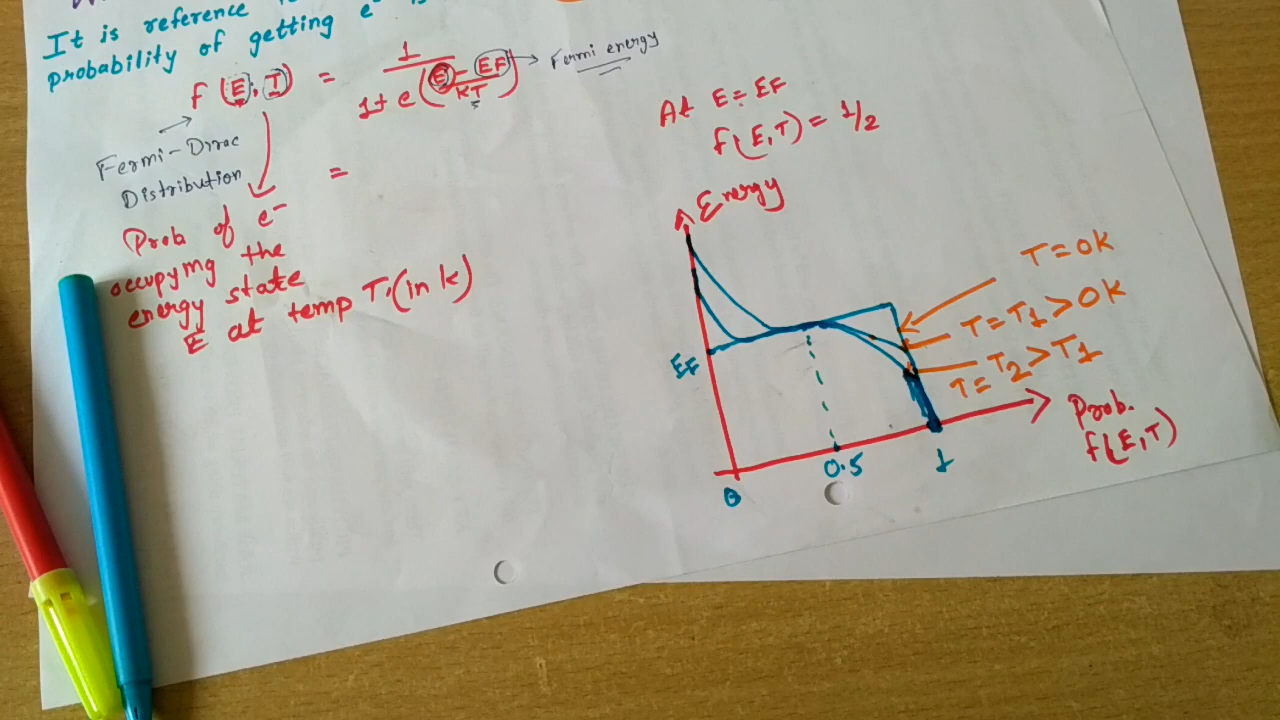 It is reference
probability of getting e⁻
f (E, T) = 1 / 1+ e(E - EF / KT) → Fermi energy
Fermi-Dirac
Distribution
=
Prob of e⁻
occupying the
energy state
E at temp T, (in k)
At E = EF
f(E,T) = 1/2
Energy
T = 0k
T = T1 > 0k
T = T2 > T1
EF
Prob.
f(E,T)
0
0.5
1